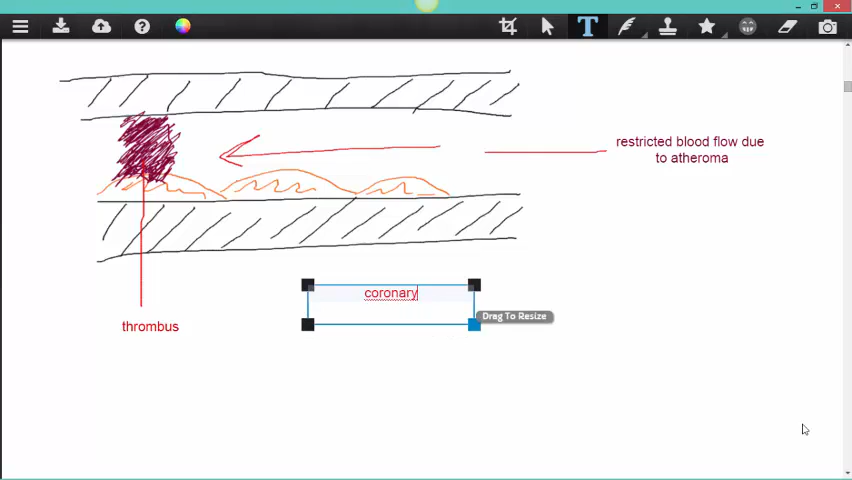 restricted blood flow due
to atheroma
coronary
Drag To Resize
thrombus